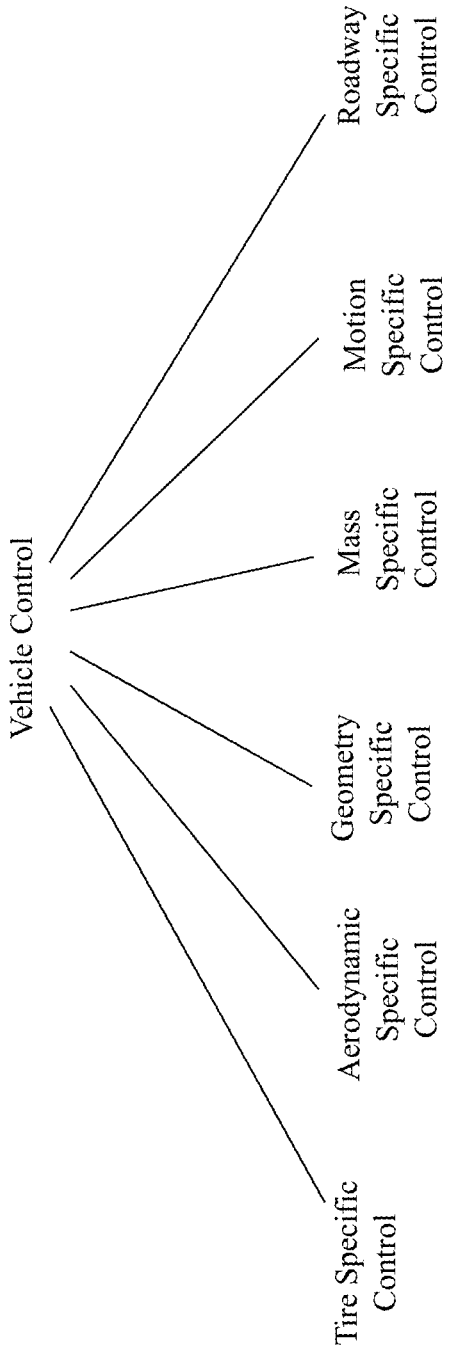 Vehicle Control
Tire Specific
Control
Aerodynamic
Specific
Control
Geometry
Specific
Control
Mass
Specific
Control
Motion
Specific
Control
Roadway
Specific
Control